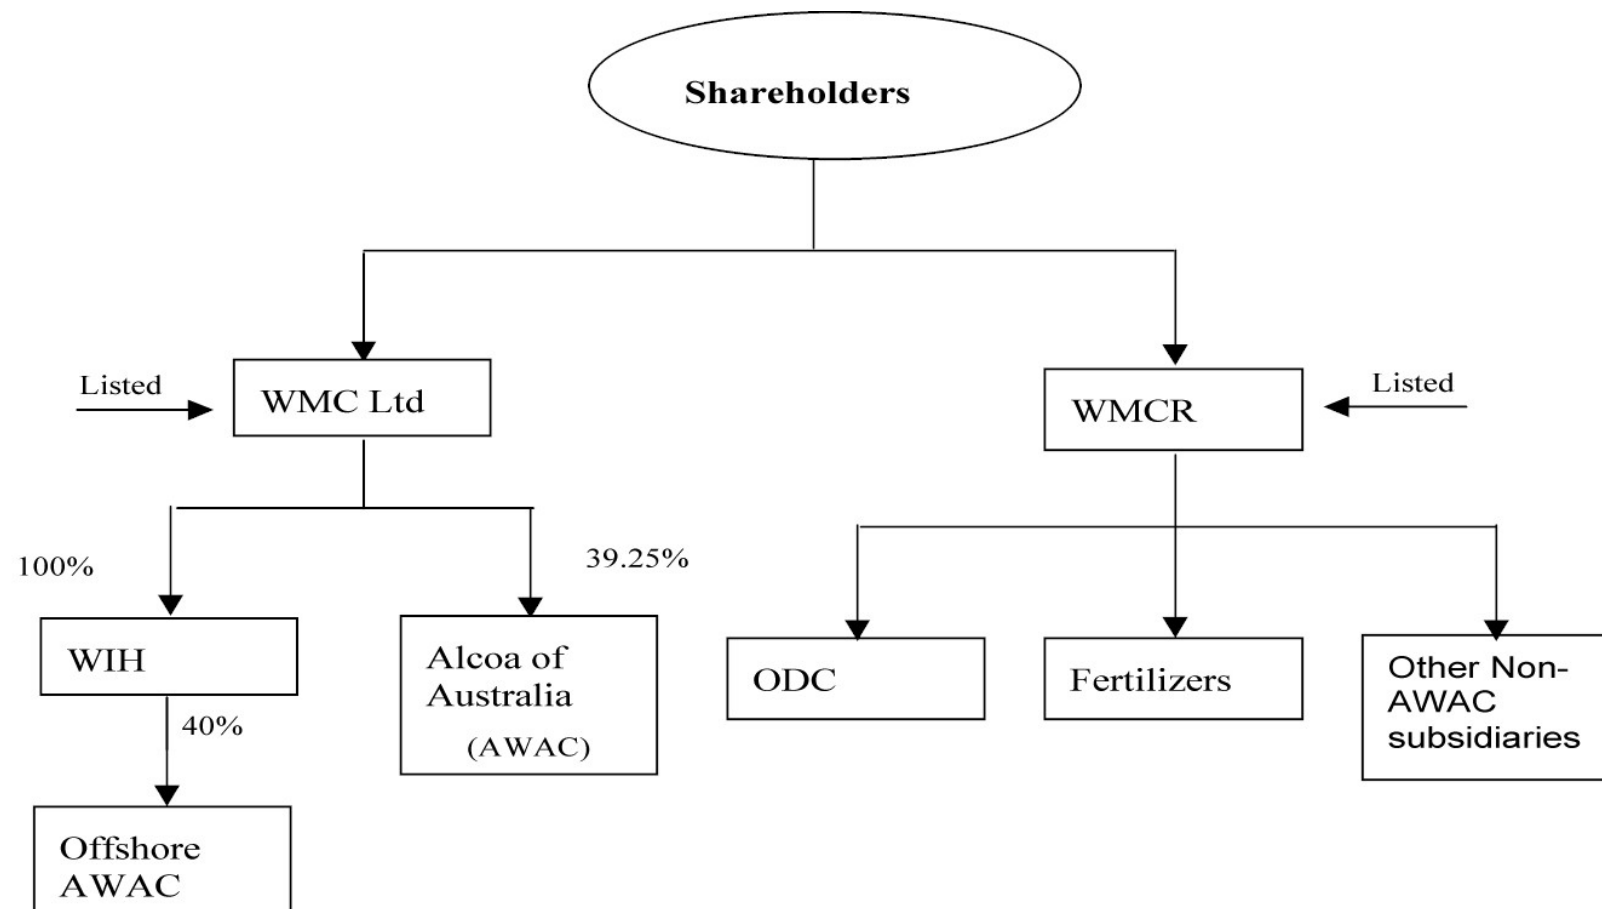 Shareholders
Listed
WMC Ltd
Listed
WMCR
100%
39.25%
WIH
Alcoa of
Australia
(AWAC)
ODC
Fertilizers
Other Non-
AWAC
subsidiaries
40%
Offshore
AWAC